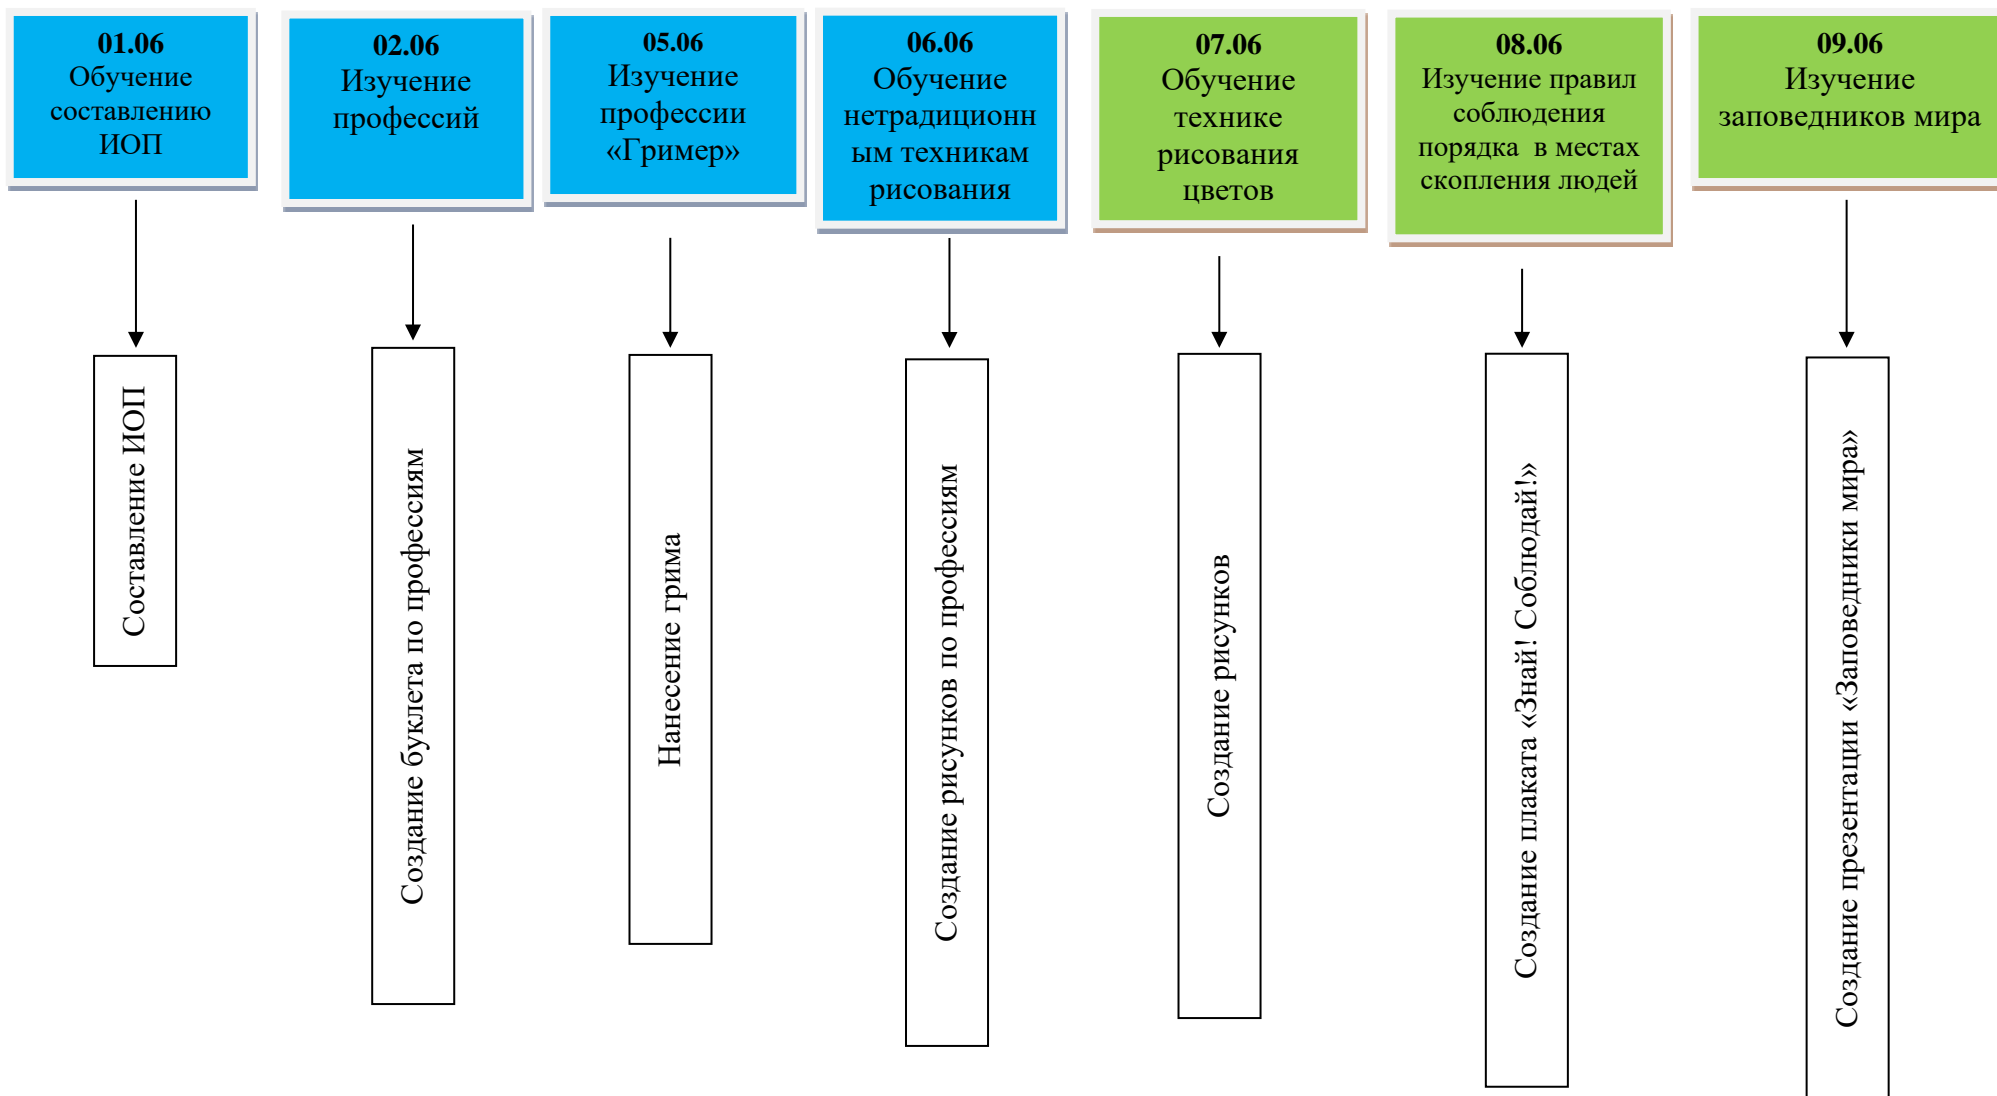 01.06
Обучение
составлению
ИОП
02.06
Изучение
профессий
05.06
Изучение
профессии
«Гример»
06.06
Обучение
нетрадиционн
ым техникам
рисования
07.06
Обучение
технике
рисования
цветов
08.06
Изучение правил
соблюдения
порядка в местах
скопления людей
09.06
Изучение
заповедников мира
Составление ИОП
Создание буклета по профессиям
Нанесение грима
Создание рисунков по профессиям
Создание рисунков
Создание плаката «Знай! Соблюдай!»
Создание презентации «Заповедники мира»